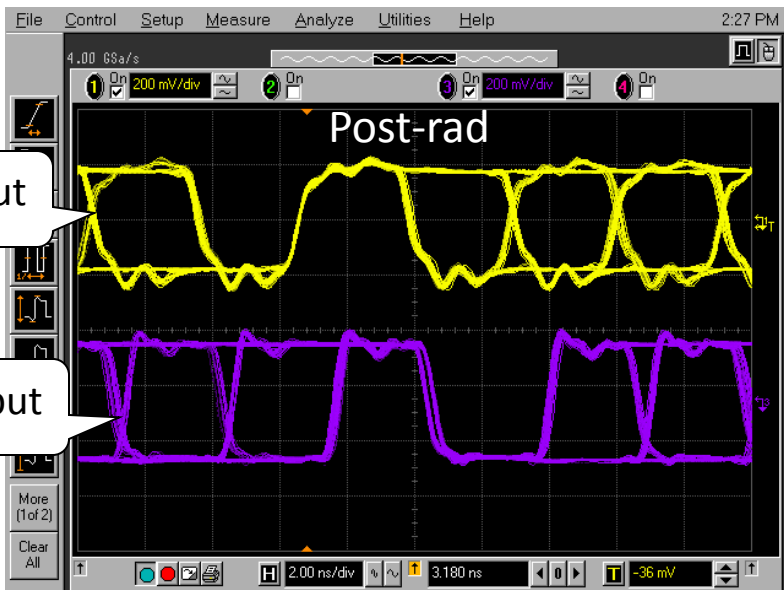 File Control Setup Measure Analyze Utilities Help 2:27 PM
4.00 GSa/s
1 On 200 mV/div 2 On 3 On 200 mV/div 4 On
Post-rad
T
3
More
(1of 2)
Clear
All
H 2.00 ns/div 3.180 ns 0 T -36 mV